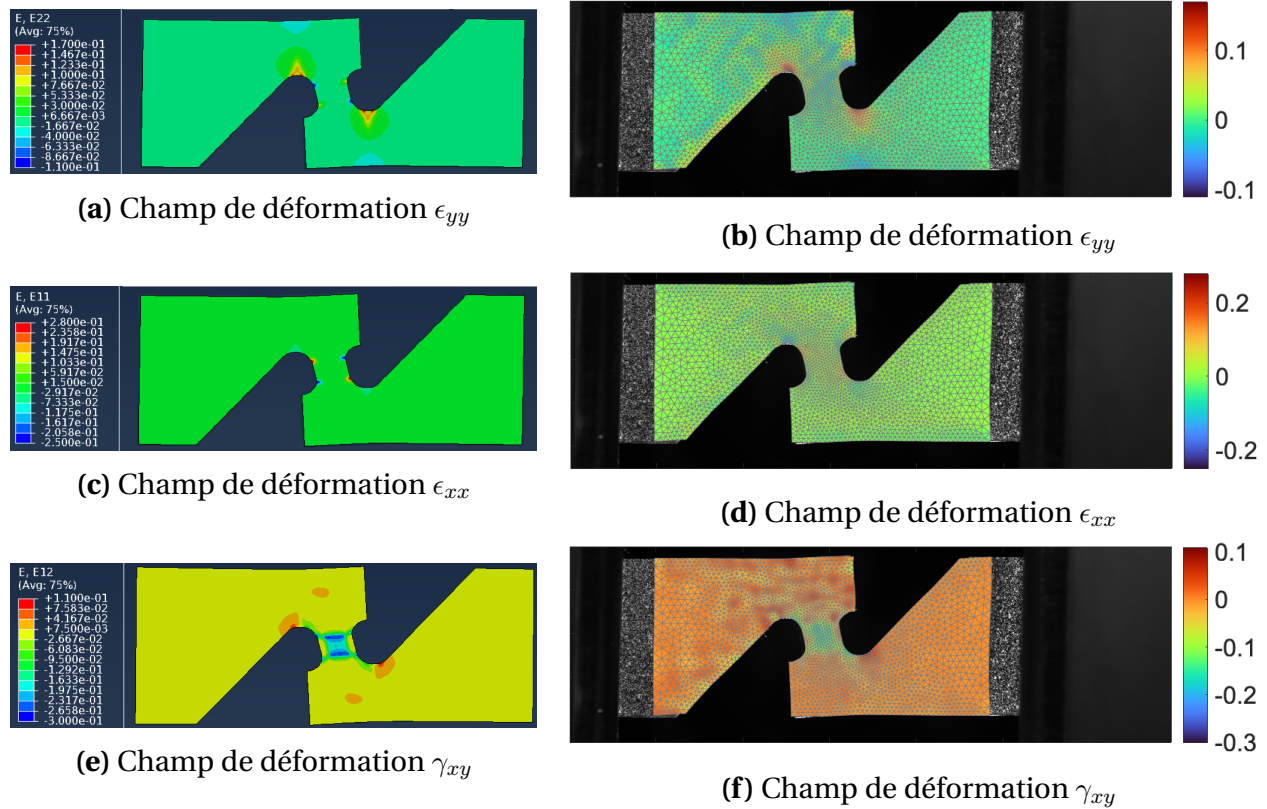 E, E22
(Avg: 75%)
+1.700e-01
+1.467e-01
+1.233e-01
+1.000e-01
+7.667e-02
+5.333e-02
+3.000e-02
+6.667e-03
-1.667e-02
-4.000e-02
-6.333e-02
-8.667e-02
-1.100e-01
(a) Champ de déformation ϵyy
0.1
0
-0.1
(b) Champ de déformation ϵyy
E, E11
(Avg: 75%)
+2.800e-01
+2.358e-01
+1.917e-01
+1.475e-01
+1.033e-01
+5.917e-02
+1.500e-02
-2.917e-02
-7.333e-02
-1.175e-01
-1.617e-01
-2.058e-01
-2.500e-01
(c) Champ de déformation ϵxx
0.2
0
-0.2
(d) Champ de déformation ϵxx
E, E12
(Avg: 75%)
+1.100e-01
+7.583e-02
+4.167e-02
+7.500e-03
-2.667e-02
-6.083e-02
-9.500e-02
-1.292e-01
-1.633e-01
-1.975e-01
-2.317e-01
-2.658e-01
-3.000e-01
(e) Champ de déformation γxy
0.1
0
-0.1
-0.2
-0.3
(f) Champ de déformation γxy